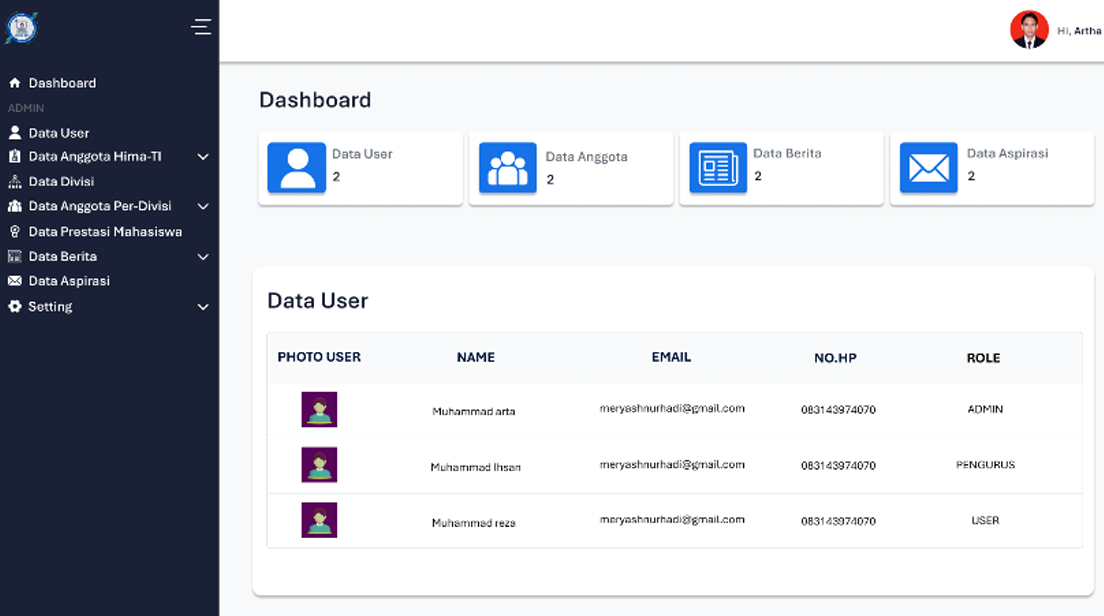 Hi, Artha
Dashboard
ADMIN
Data User
Data Anggota Hima-TI
Data Divisi
Data Anggota Per-Divisi
Data Prestasi Mahasiswa
Data Berita
Data Aspirasi
Setting
Dashboard
Data User
2
Data Anggota
2
Data Berita
2
Data Aspirasi
2
Data User
PHOTO USER NAME EMAIL NO.HP ROLE
Muhammad arta meryashnurhadi@gmail.com 083143974070 ADMIN
Muhammad Ihsan meryashnurhadi@gmail.com 083143974070 PENGURUS
Muhammad reza meryashnurhadi@gmail.com 083143974070 USER